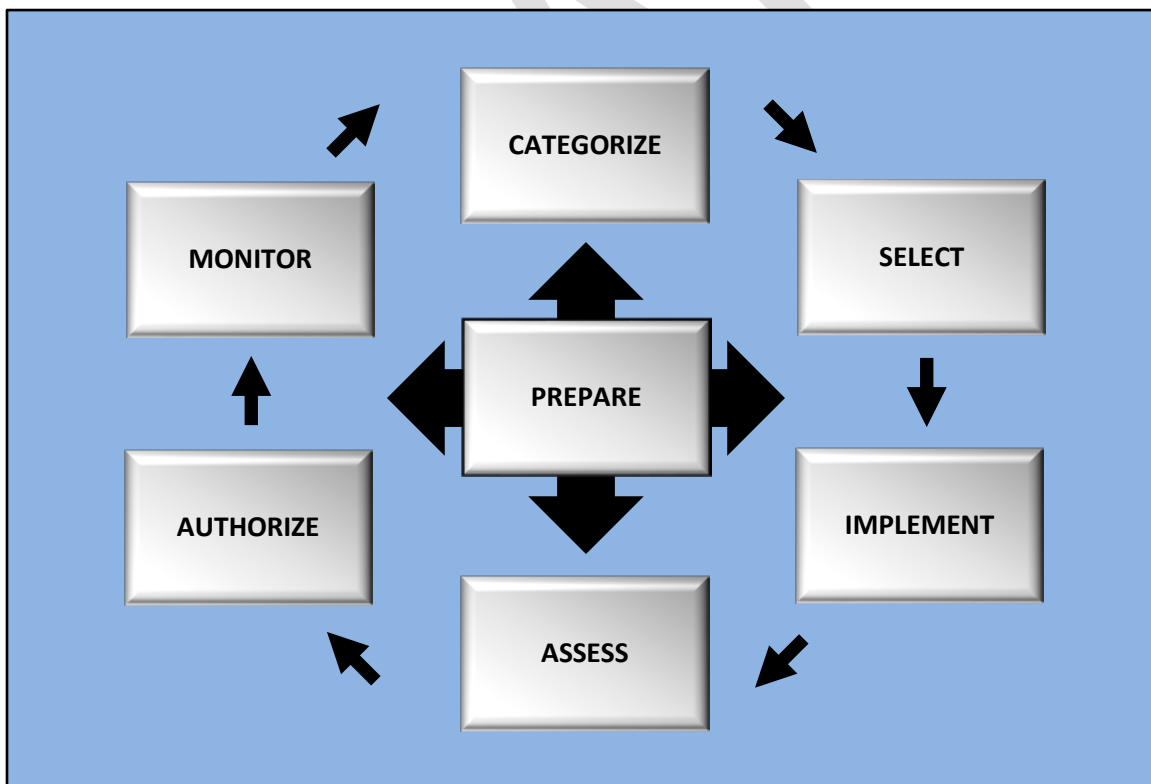 CATEGORIZE
MONITOR
SELECT
PREPARE
AUTHORIZE
IMPLEMENT
ASSESS